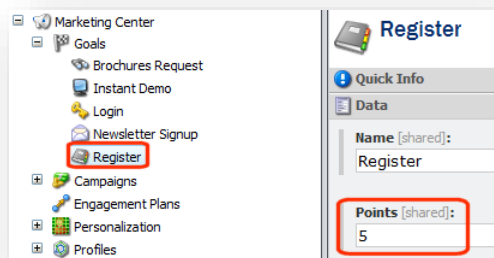 Marketing Center
Goals
Brochures Request
Instant Demo
Login
Newsletter Signup
Register
Campaigns
Engagement Plans
Personalization
Profiles
Register
Quick Info
Data
Name [shared]:
Register
Points [shared]:
5